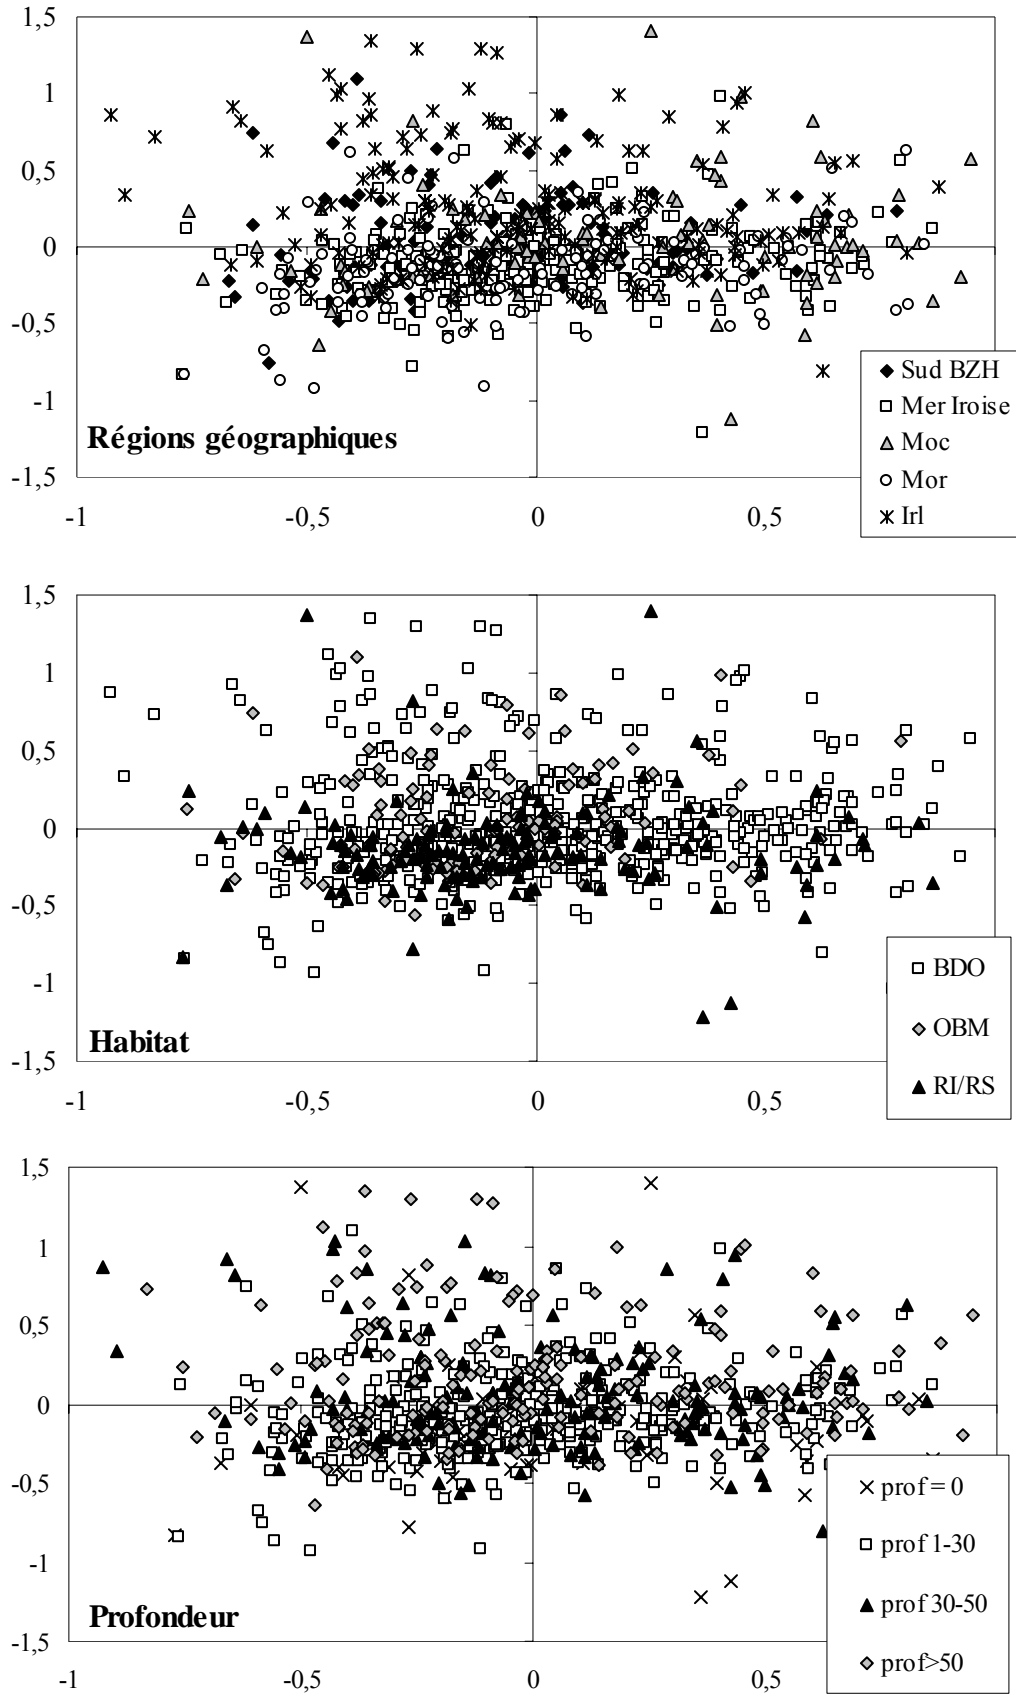 1,5
1
0,5
0
-0,5
-1
-1,5
-1
-0,5
0
0,5
Régions géographiques
Sud BZH
Mer Iroise
Moc
Mor
Irl
1,5
1
0,5
0
-0,5
-1
-1,5
-1
-0,5
0
0,5
Habitat
BDO
OBM
RI/RS
1,5
1
0,5
0
-0,5
-1
-1,5
-1
-0,5
0
0,5
Profondeur
prof = 0
prof 1-30
prof 30-50
prof>50